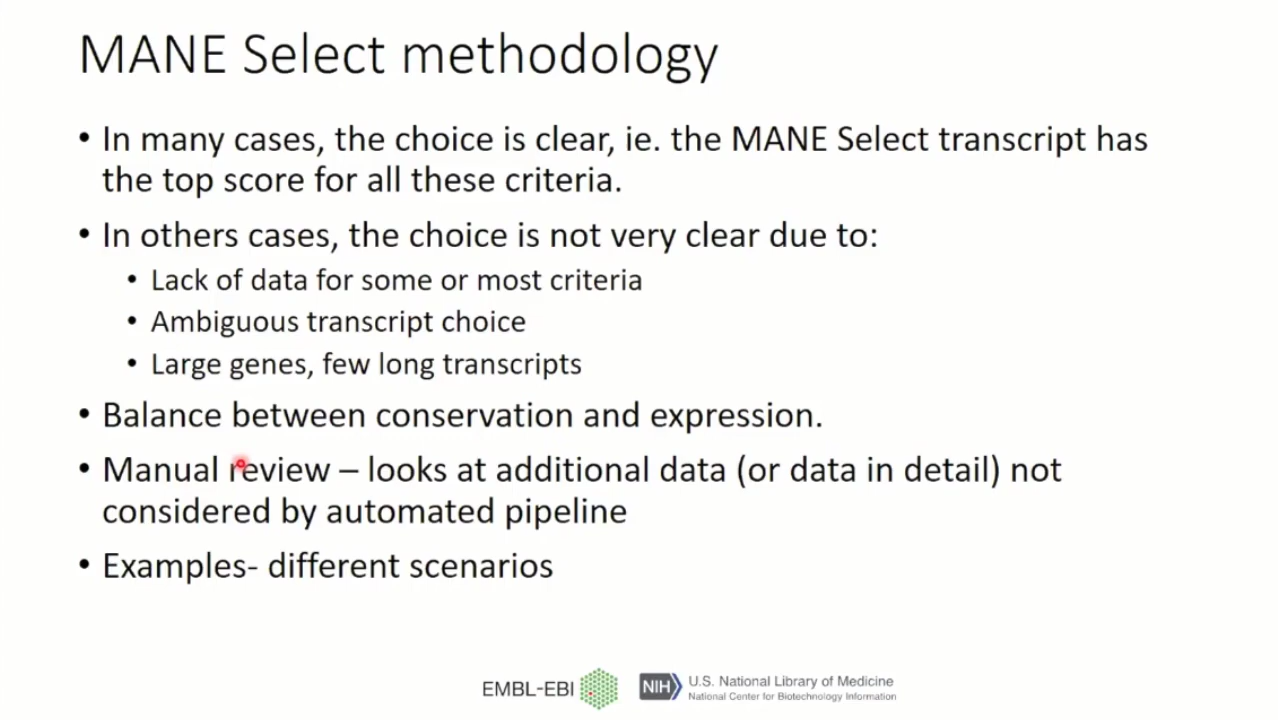 MANE Select methodology
• In many cases, the choice is clear, ie. the MANE Select transcript has
the top score for all these criteria.
• In others cases, the choice is not very clear due to:
• Lack of data for some or most criteria
• Ambiguous transcript choice
• Large genes, few long transcripts
• Balance between conservation and expression.
• Manual review – looks at additional data (or data in detail) not
considered by automated pipeline
• Examples- different scenarios
EMBL-EBI
NIH
U.S. National Library of Medicine
National Center for Biotechnology Information